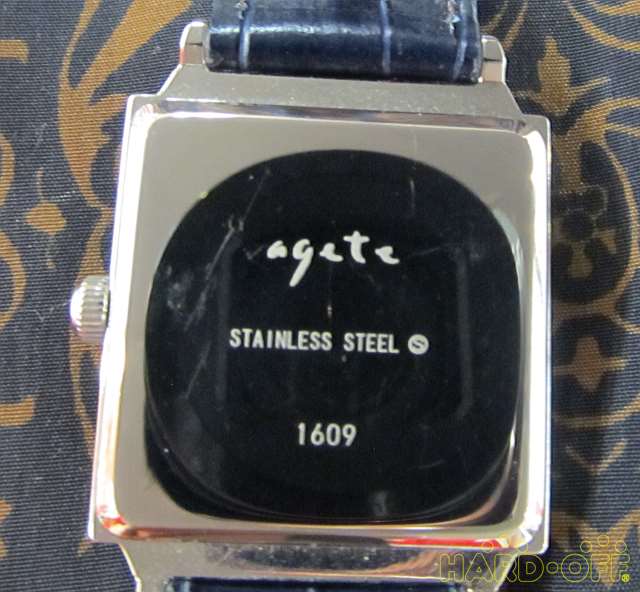 agete
STAINLESS STEEL Ⓢ
1609
HARD·OFF®